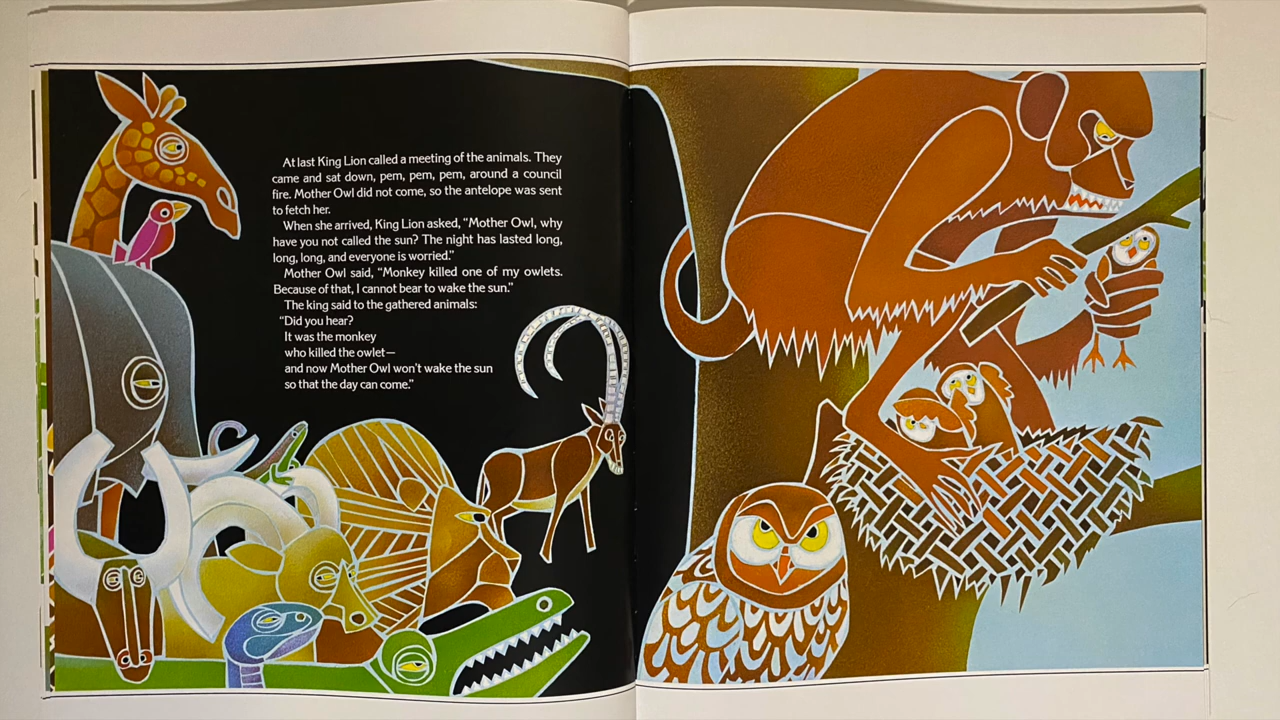 At last King Lion called a meeting of the animals. They
came and sat down, pem, pem, pem, around a council
fire. Mother Owl did not come, so the antelope was sent
to fetch her.
When she arrived, King Lion asked, “Mother Owl, why
have you not called the sun? The night has lasted long,
long, long, and everyone is worried.”
Mother Owl said, “Monkey killed one of my owlets.
Because of that, I cannot bear to wake the sun.”
The king said to the gathered animals:
“Did you hear?
It was the monkey
who killed the owlet—
and now Mother Owl won’t wake the sun
so that the day can come.”